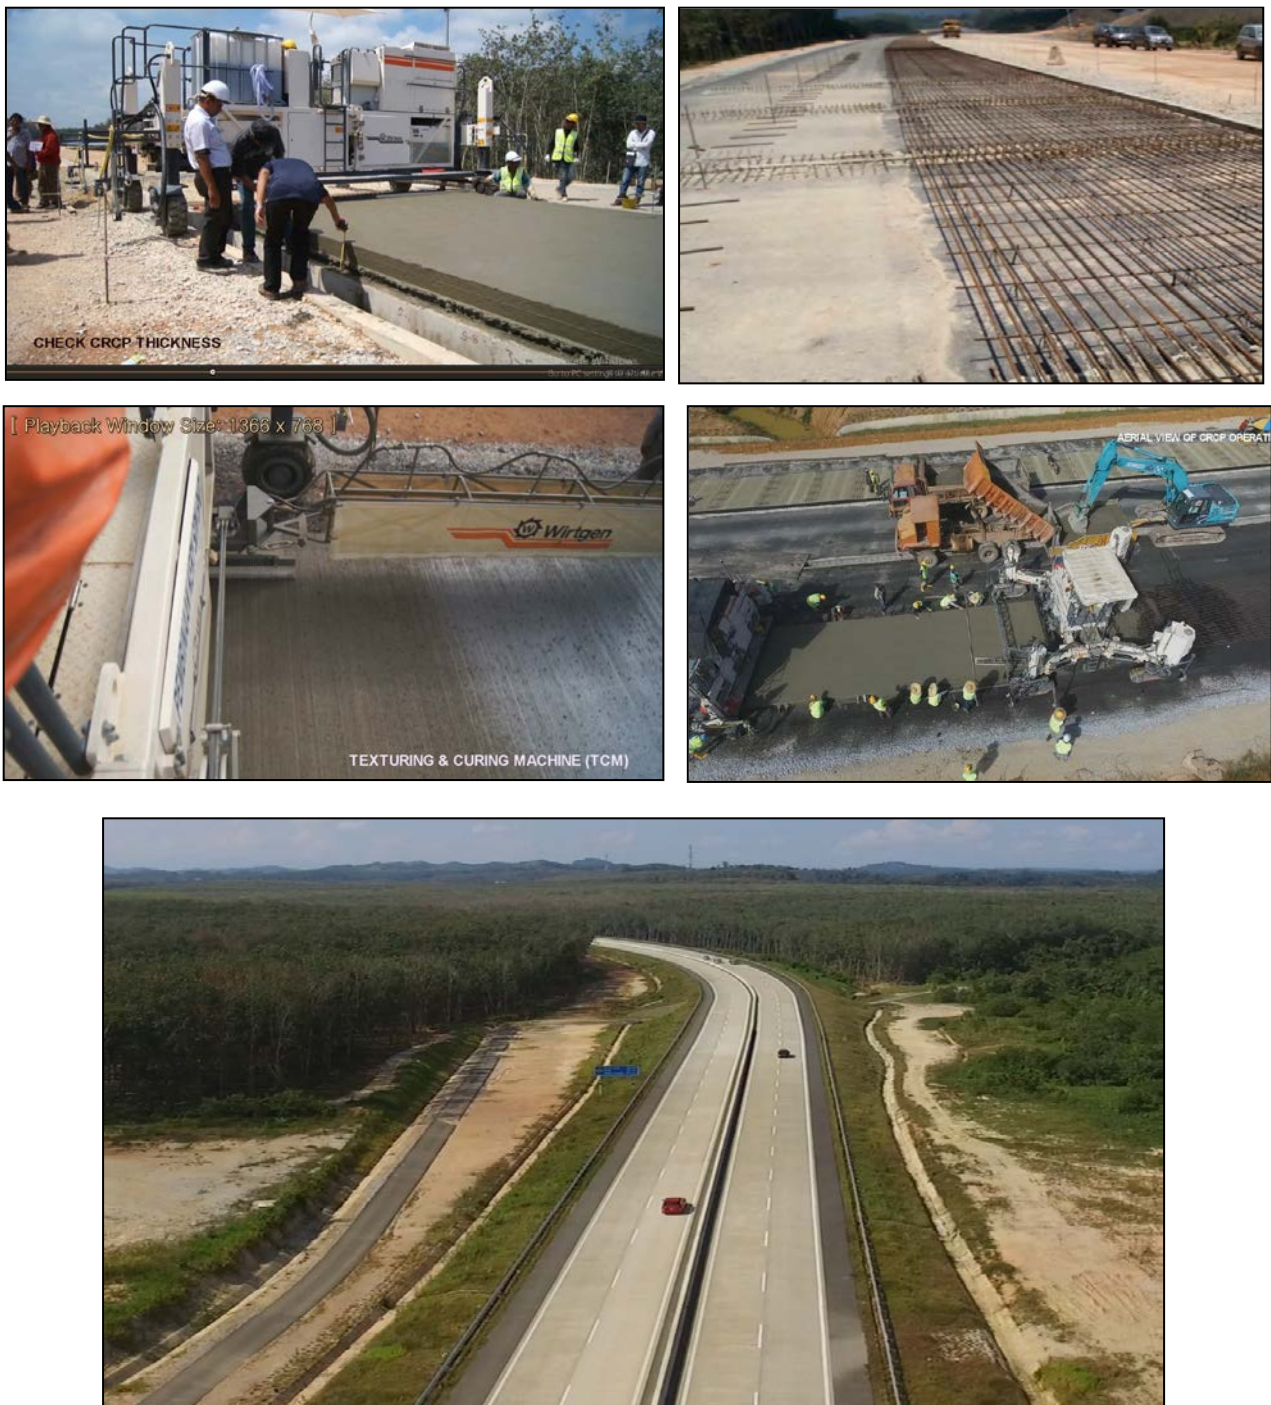 CHECK CRCP THICKNESS
[ Playback Window Size: 1366 x 768 ]
Wirtgen
TEXTURING & CURING MACHINE (TCM)
AERIAL VIEW OF CRCP OPERATI